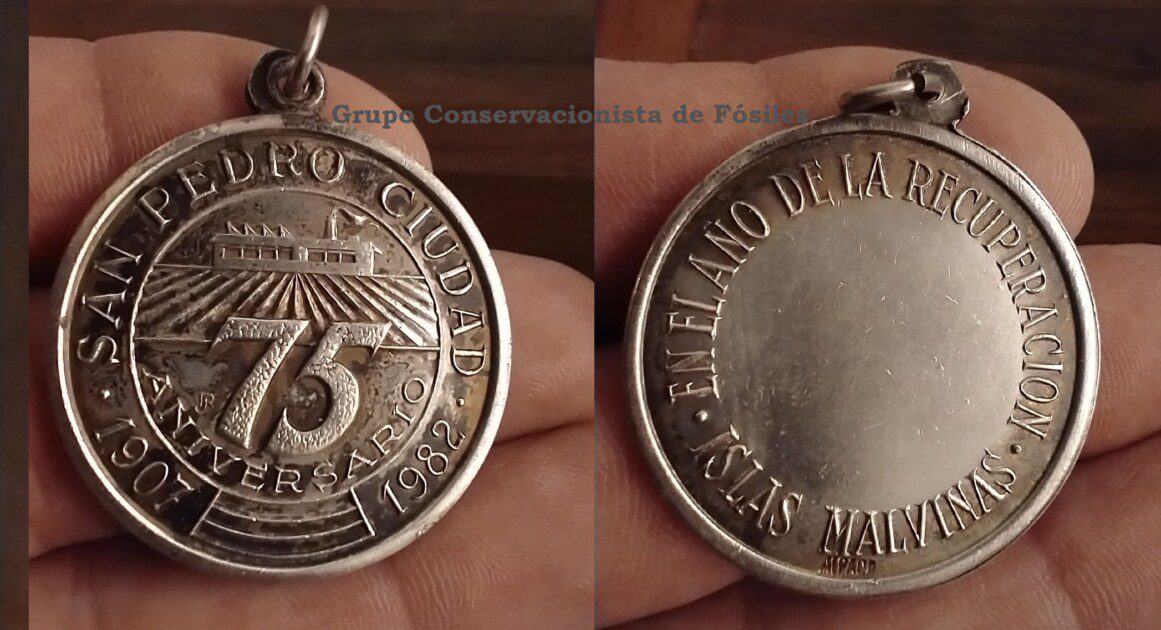 Grupo Conservacionista de Fósiles
SAN PEDRO CIUDAD
75
ANIVERSARIO
· 1907
1982 ·
· EN EL AÑO DE LA RECUPERACION ·
ISLAS MALVINAS